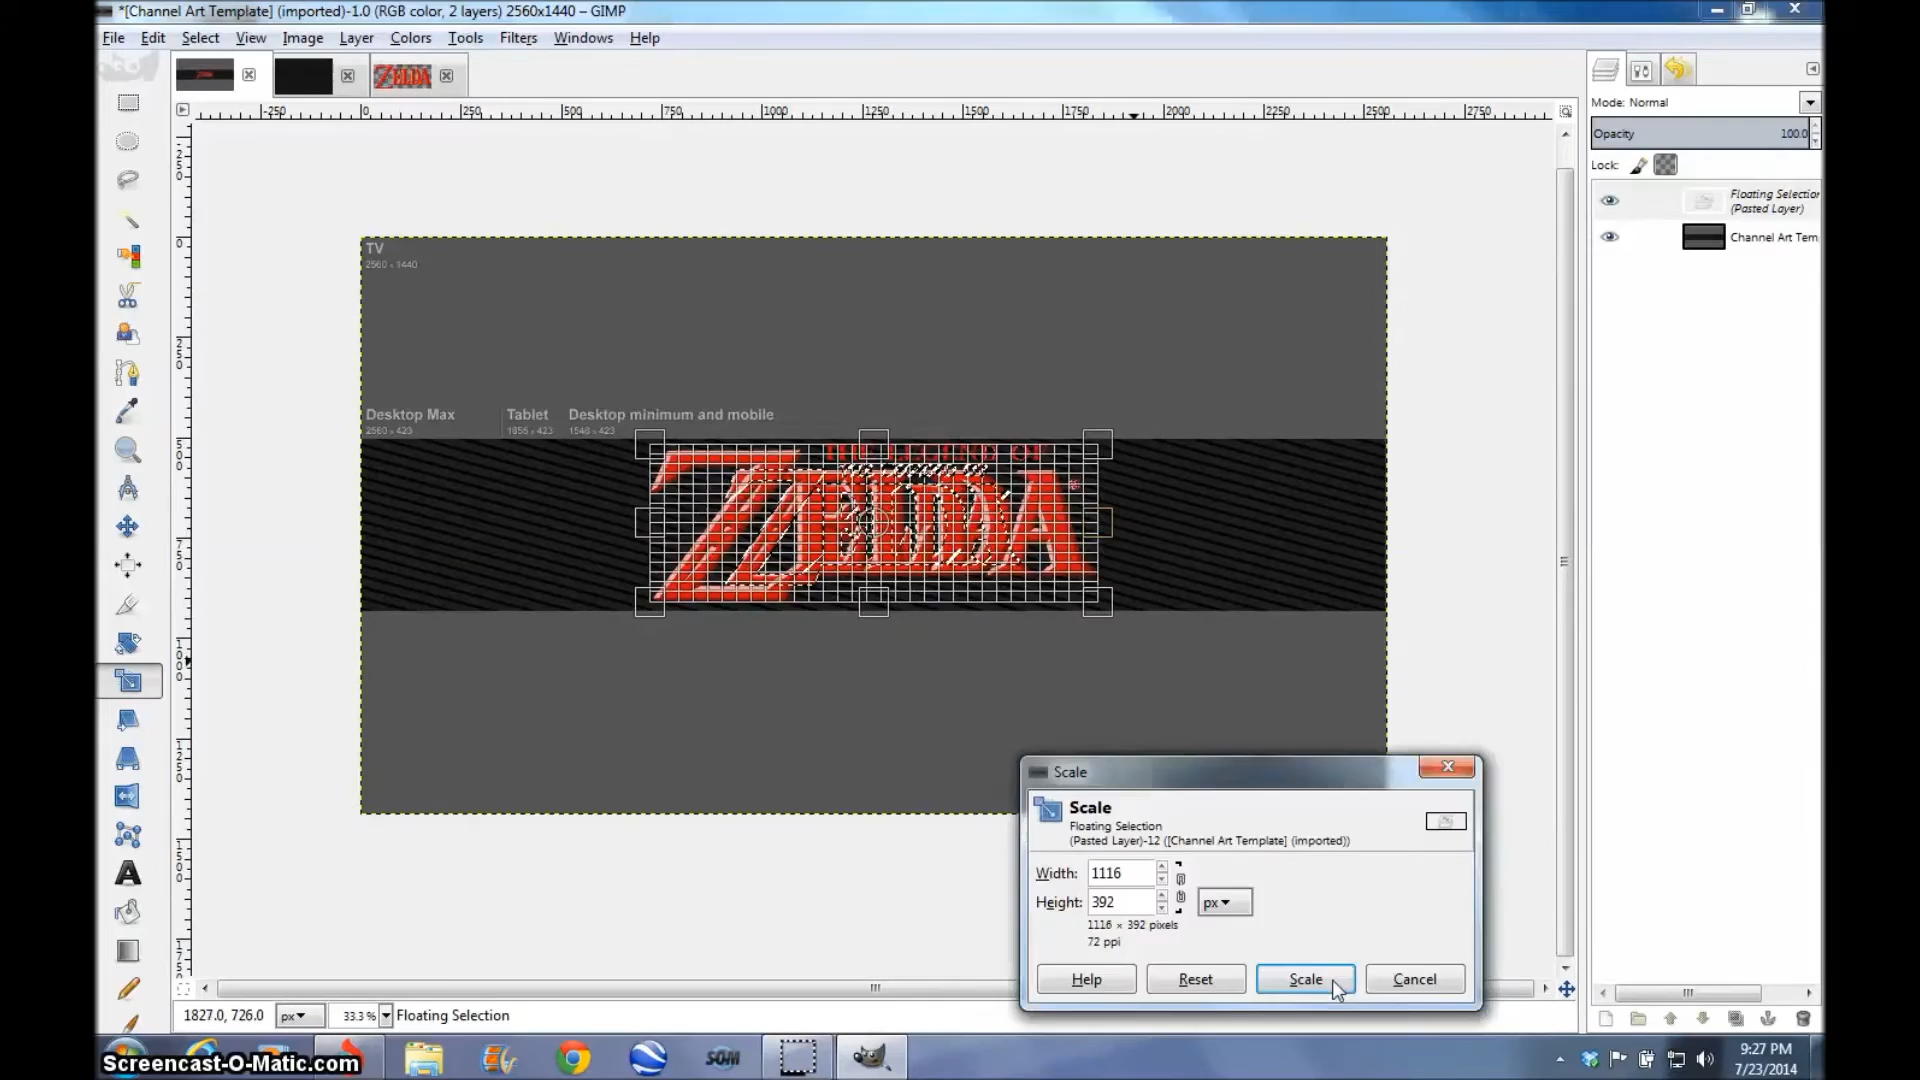 *[Channel Art Template] (imported)-1.0 (RGB color, 2 layers) 2560x1440 – GIMP
File Edit Select View Image Layer Colors Tools Filters Windows Help
ZELDA
-250 0 250 500 750 1000 1250 1500 1750 2000 2250 2500 2750
Mode: Normal
Opacity 100.0
Lock:
Floating Selection
(Pasted Layer)
Channel Art Tem
TV
2560 x 1440
Desktop Max Tablet Desktop minimum and mobile
2560 x 423 1855 x 423 1546 x 423
THE LEGEND OF
ZELDA
Scale
Scale
Floating Selection
(Pasted Layer)-12 ([Channel Art Template] (imported))
Width: 1116
Height: 392 px
1116 × 392 pixels
72 ppi
Help Reset Scale Cancel
1827.0, 726.0 px 33.3 % Floating Selection
SOM
Screencast-O-Matic.com
9:27 PM
7/23/2014